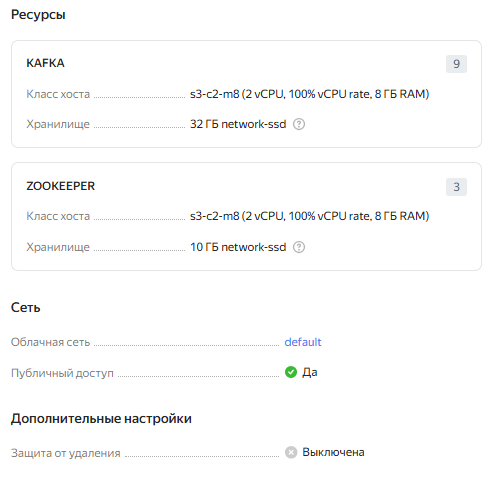 Ресурсы
KAFKA 9
Класс хоста s3-c2-m8 (2 vCPU, 100% vCPU rate, 8 ГБ RAM)
Хранилище 32 ГБ network-ssd
ZOOKEEPER 3
Класс хоста s3-c2-m8 (2 vCPU, 100% vCPU rate, 8 ГБ RAM)
Хранилище 10 ГБ network-ssd
Сеть
Облачная сеть default
Публичный доступ Да
Дополнительные настройки
Защита от удаления Выключена